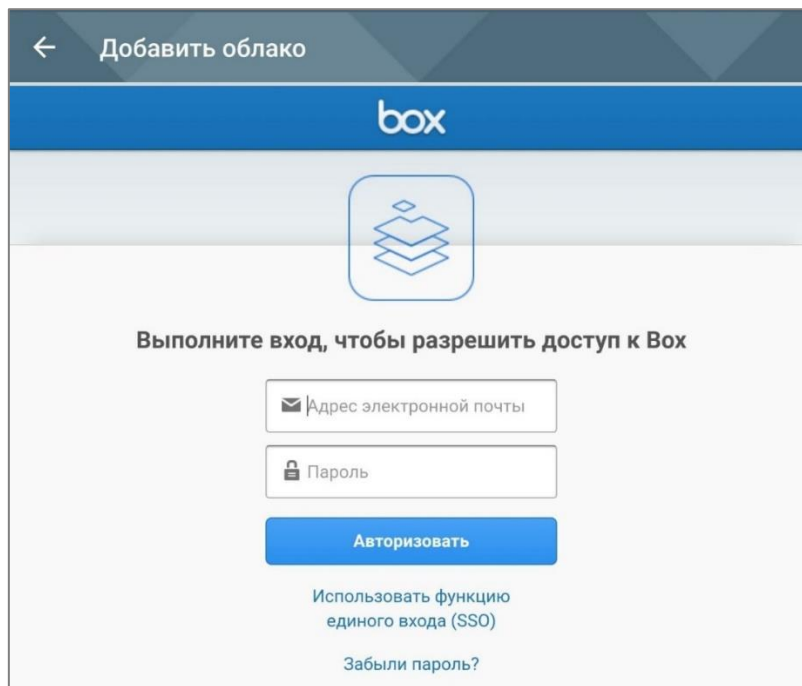 Добавить облако
box
Выполните вход, чтобы разрешить доступ к Box
Адрес электронной почты
Пароль
Авторизовать
Использовать функцию
единого входа (SSO)
Забыли пароль?